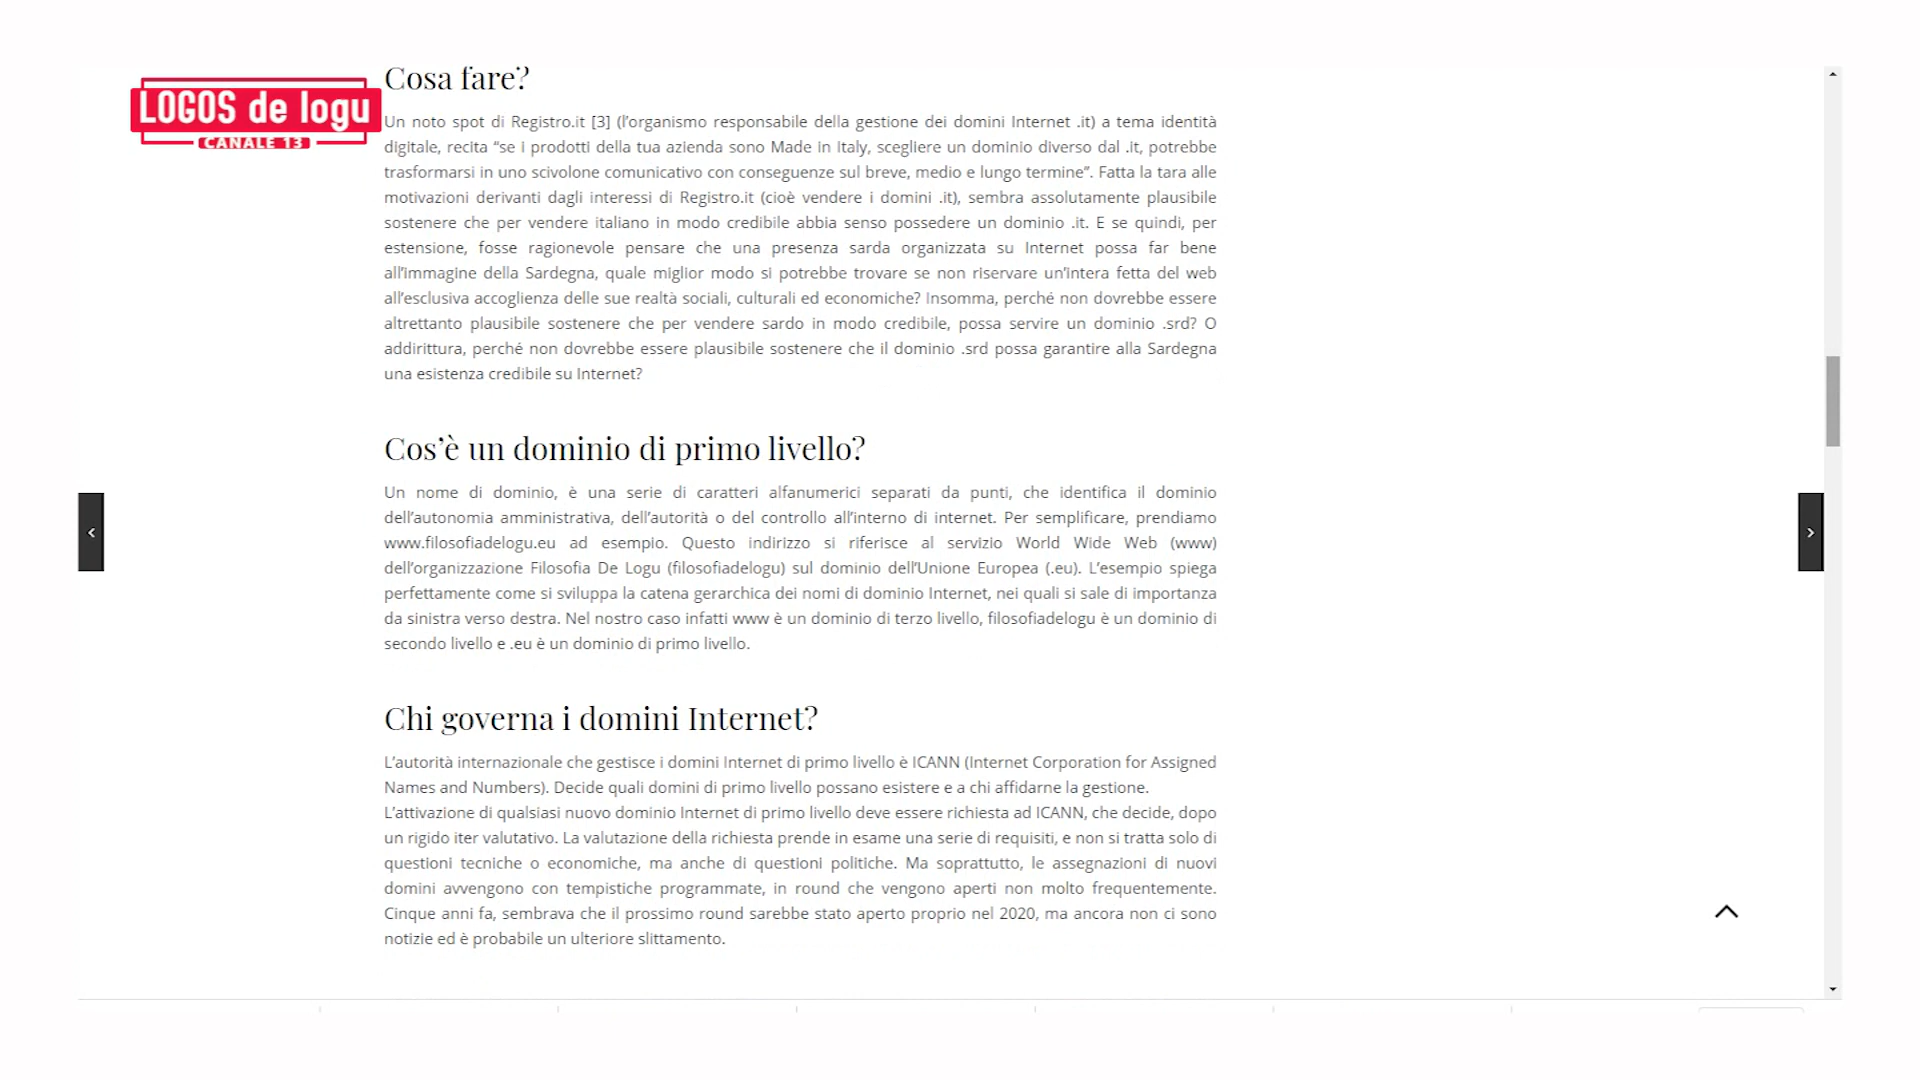 Cosa fare?
LOGOS de logu
CANALE 13
Un noto spot di Registro.it [3] (l’organismo responsabile della gestione dei domini Internet .it) a tema identità
digitale, recita “se i prodotti della tua azienda sono Made in Italy, scegliere un dominio diverso dal .it, potrebbe
trasformarsi in uno scivolone comunicativo con conseguenze sul breve, medio e lungo termine”. Fatta la tara alle
motivazioni derivanti dagli interessi di Registro.it (cioè vendere i domini .it), sembra assolutamente plausibile
sostenere che per vendere italiano in modo credibile abbia senso possedere un dominio .it. E se quindi, per
estensione, fosse ragionevole pensare che una presenza sarda organizzata su Internet possa far bene
all’immagine della Sardegna, quale miglior modo si potrebbe trovare se non riservare un’intera fetta del web
all’esclusiva accoglienza delle sue realtà sociali, culturali ed economiche? Insomma, perché non dovrebbe essere
altrettanto plausibile sostenere che per vendere sardo in modo credibile, possa servire un dominio .srd? O
addirittura, perché non dovrebbe essere plausibile sostenere che il dominio .srd possa garantire alla Sardegna
una esistenza credibile su Internet?
Cos’è un dominio di primo livello?
Un nome di dominio, è una serie di caratteri alfanumerici separati da punti, che identifica il dominio
dell’autonomia amministrativa, dell’autorità o del controllo all’interno di internet. Per semplificare, prendiamo
www.filosofiadelogu.eu ad esempio. Questo indirizzo si riferisce al servizio World Wide Web (www)
dell’organizzazione Filosofia De Logu (filosofiadelogu) sul dominio dell’Unione Europea (.eu). L’esempio spiega
perfettamente come si sviluppa la catena gerarchica dei nomi di dominio Internet, nei quali si sale di importanza
da sinistra verso destra. Nel nostro caso infatti www è un dominio di terzo livello, filosofiadelogu è un dominio di
secondo livello e .eu è un dominio di primo livello.
Chi governa i domini Internet?
L’autorità internazionale che gestisce i domini Internet di primo livello è ICANN (Internet Corporation for Assigned
Names and Numbers). Decide quali domini di primo livello possano esistere e a chi affidarne la gestione.
L’attivazione di qualsiasi nuovo dominio Internet di primo livello deve essere richiesta ad ICANN, che decide, dopo
un rigido iter valutativo. La valutazione della richiesta prende in esame una serie di requisiti, e non si tratta solo di
questioni tecniche o economiche, ma anche di questioni politiche. Ma soprattutto, le assegnazioni di nuovi
domini avvengono con tempistiche programmate, in round che vengono aperti non molto frequentemente.
Cinque anni fa, sembrava che il prossimo round sarebbe stato aperto proprio nel 2020, ma ancora non ci sono
notizie ed è probabile un ulteriore slittamento.